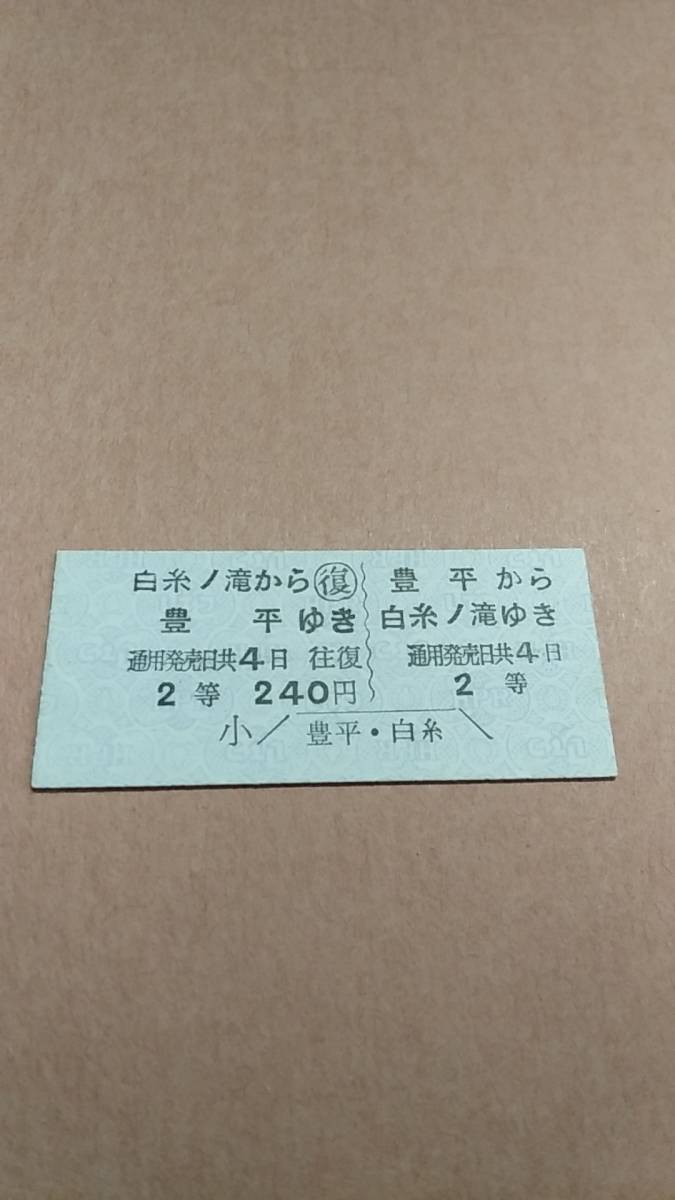 白糸ノ滝から㊝復 豊平から
豊平ゆき 白糸ノ滝ゆき
通用発売日共4日 往復 通用発売日共4日
2等 240円 2等
小／豊平・白糸＼